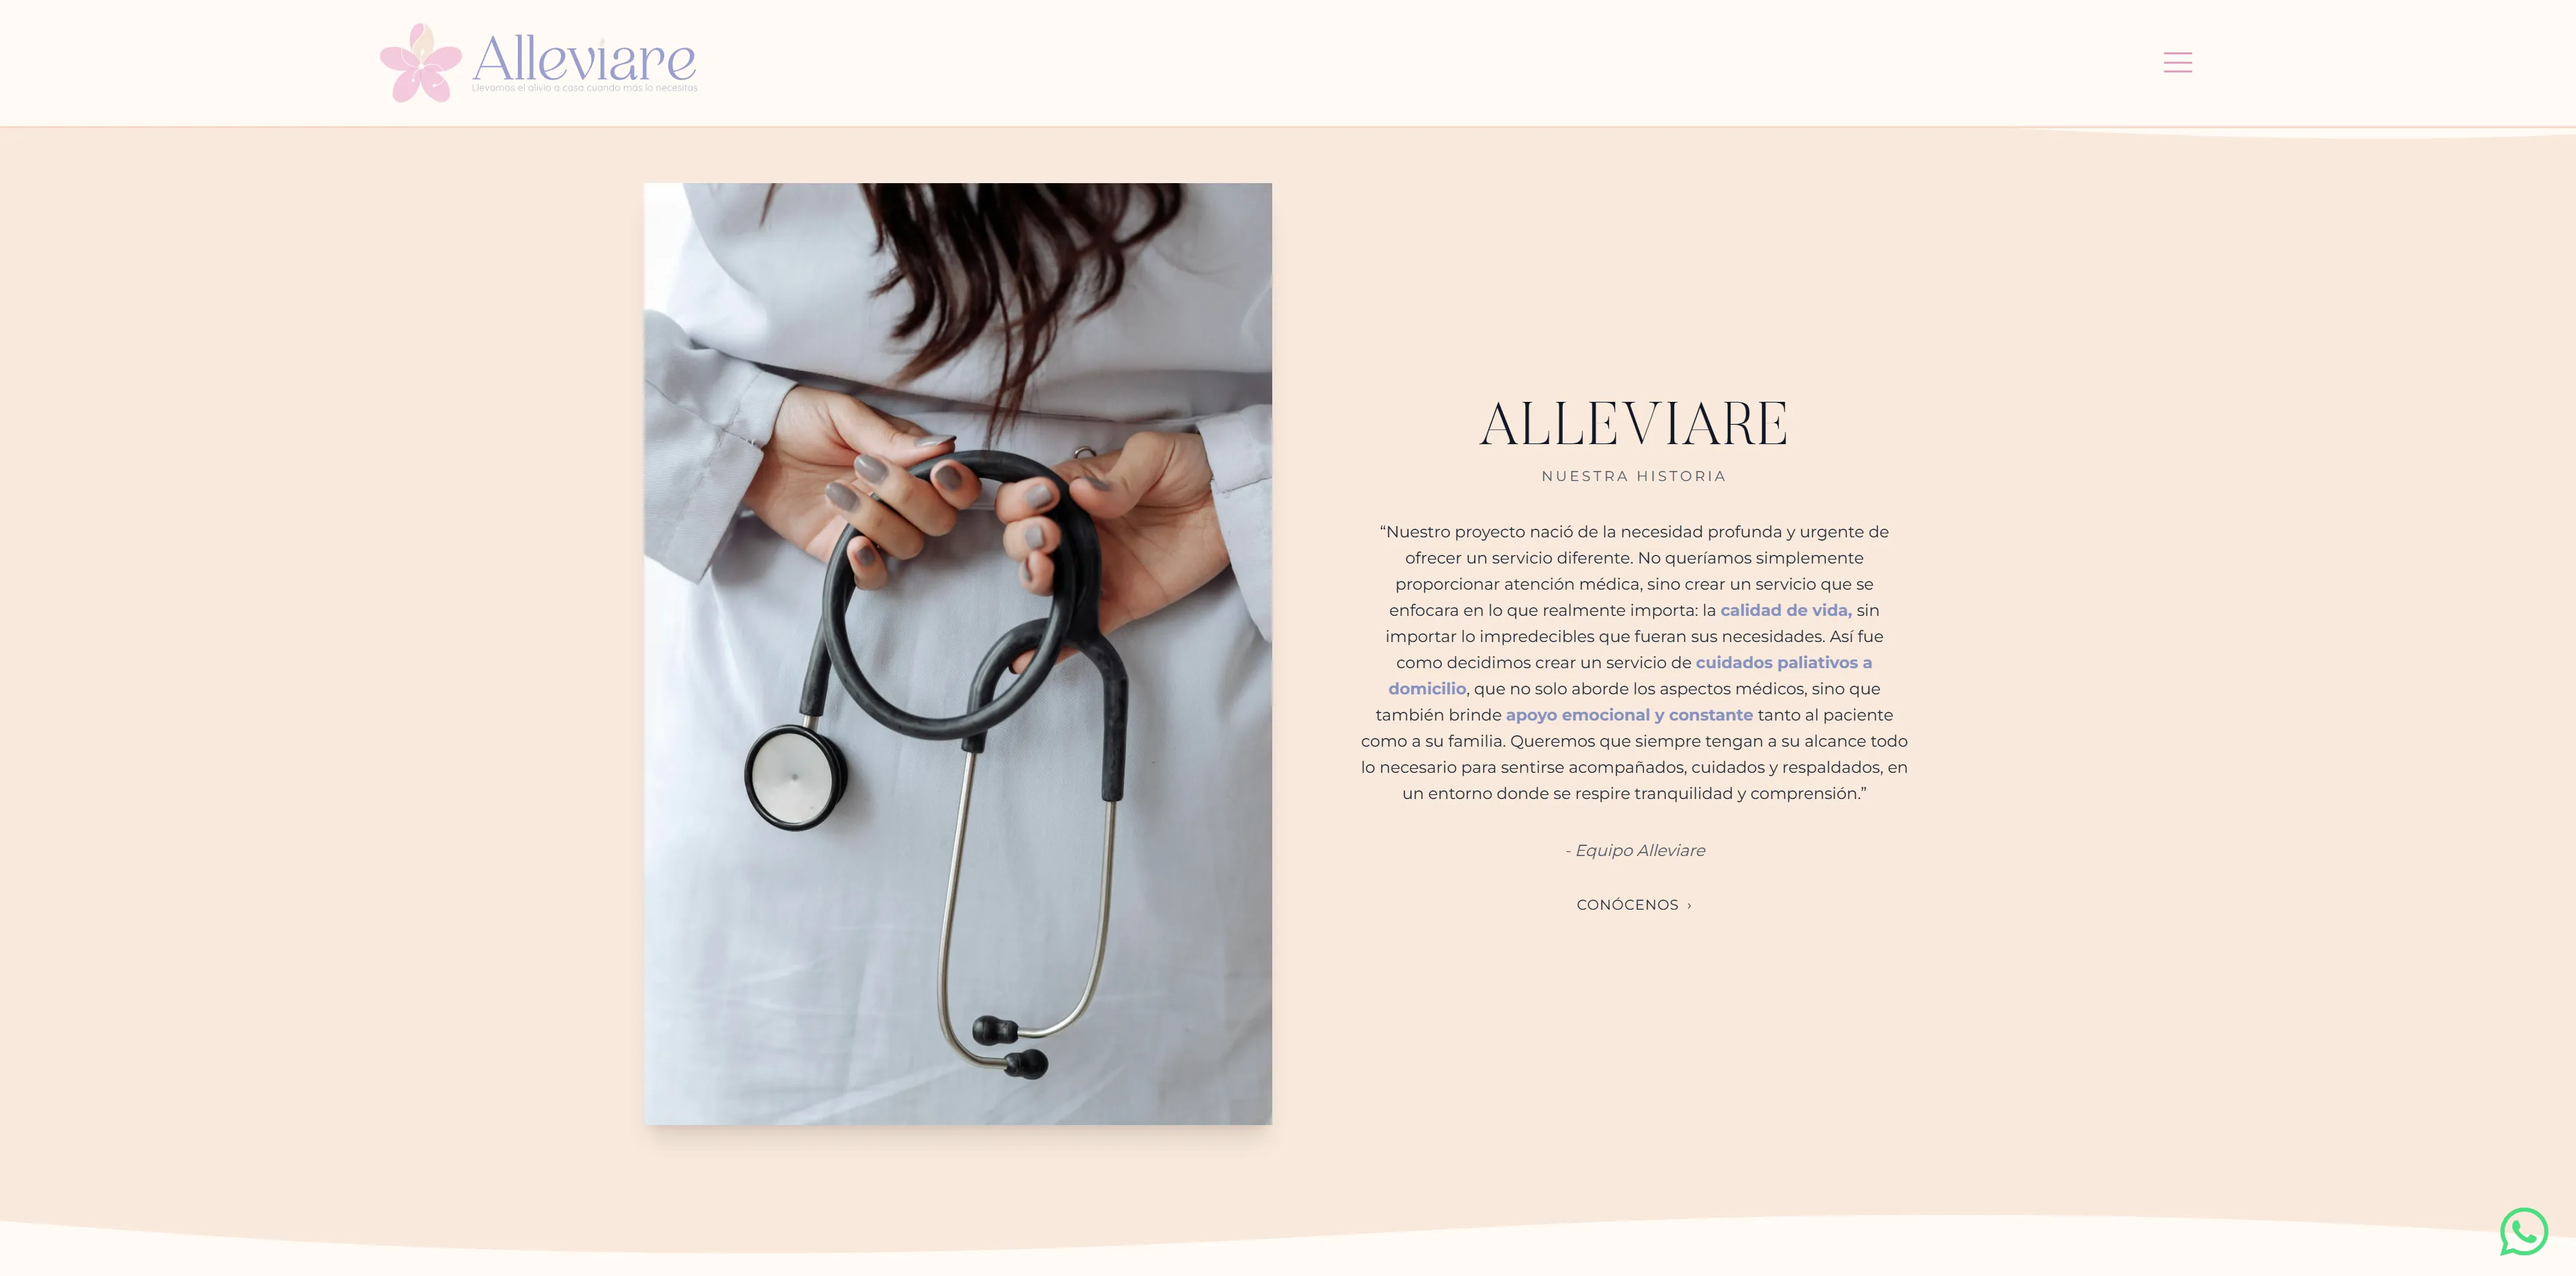 Alleviare
Llevamos el alivio a casa cuando más lo necesitas
ALLEVIARE
NUESTRA HISTORIA
“Nuestro proyecto nació de la necesidad profunda y urgente de
ofrecer un servicio diferente. No queríamos simplemente
proporcionar atención médica, sino crear un servicio que se
enfocara en lo que realmente importa: la calidad de vida, sin
importar lo impredecibles que fueran sus necesidades. Así fue
como decidimos crear un servicio de cuidados paliativos a
domicilio, que no solo aborde los aspectos médicos, sino que
también brinde apoyo emocional y constante tanto al paciente
como a su familia. Queremos que siempre tengan a su alcance todo
lo necesario para sentirse acompañados, cuidados y respaldados, en
un entorno donde se respire tranquilidad y comprensión.”
- Equipo Alleviare
CONÓCENOS ›